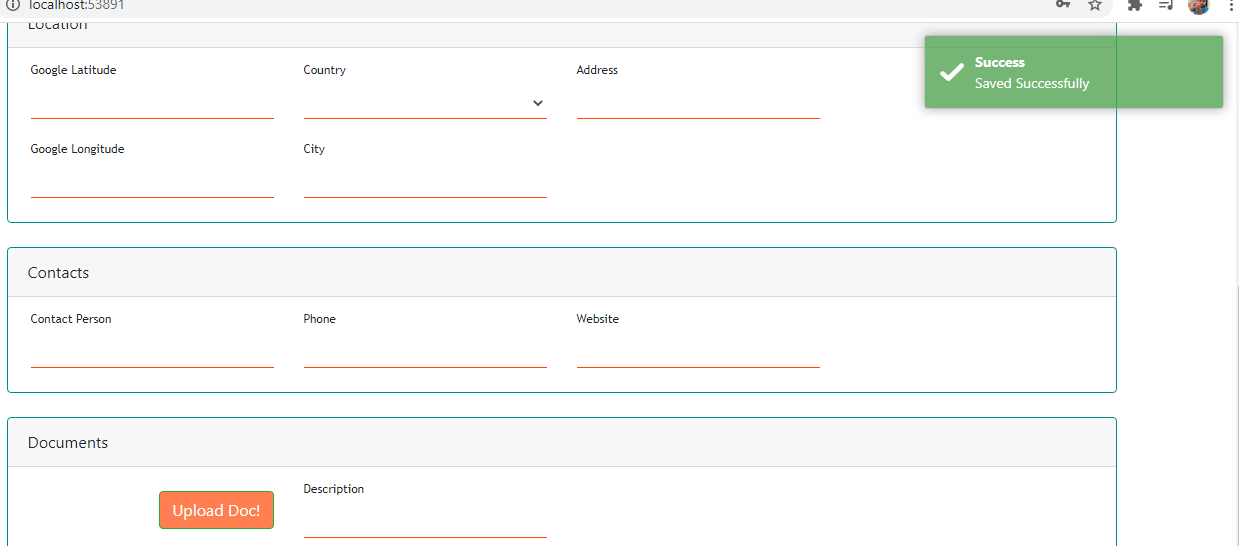 localhost:53891
Location
Success
Saved Successfully
Google Latitude
Country
Address
Google Longitude
City
Contacts
Contact Person
Phone
Website
Documents
Upload Doc!
Description